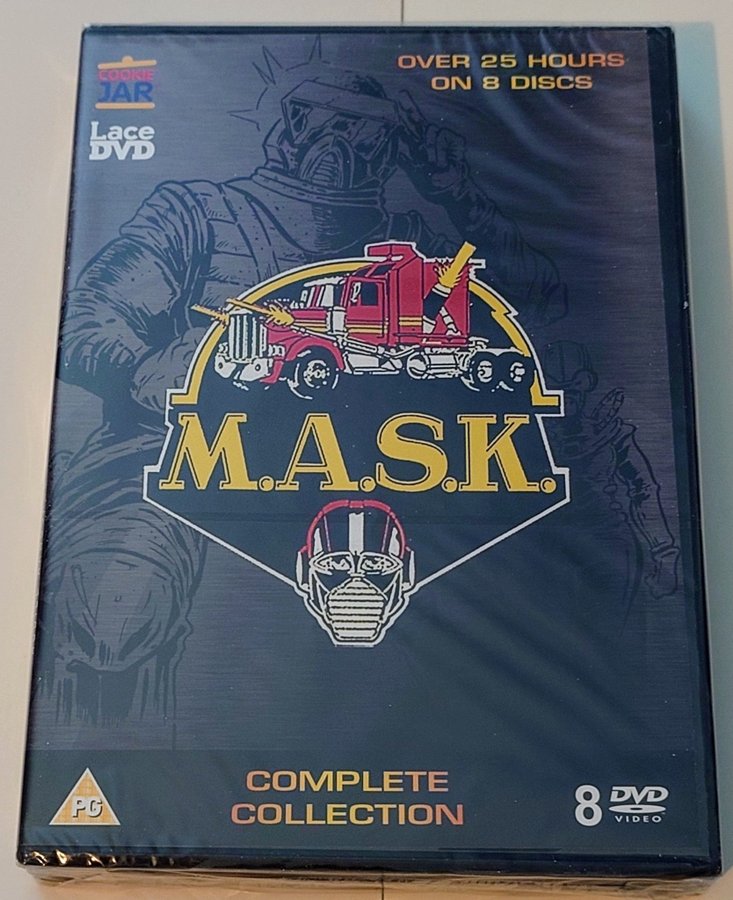 COOKIE
JAR
Lace
DVD
OVER 25 HOURS
ON 8 DISCS
M.A.S.K.
COMPLETE
COLLECTION
PG
8 DVD
VIDEO